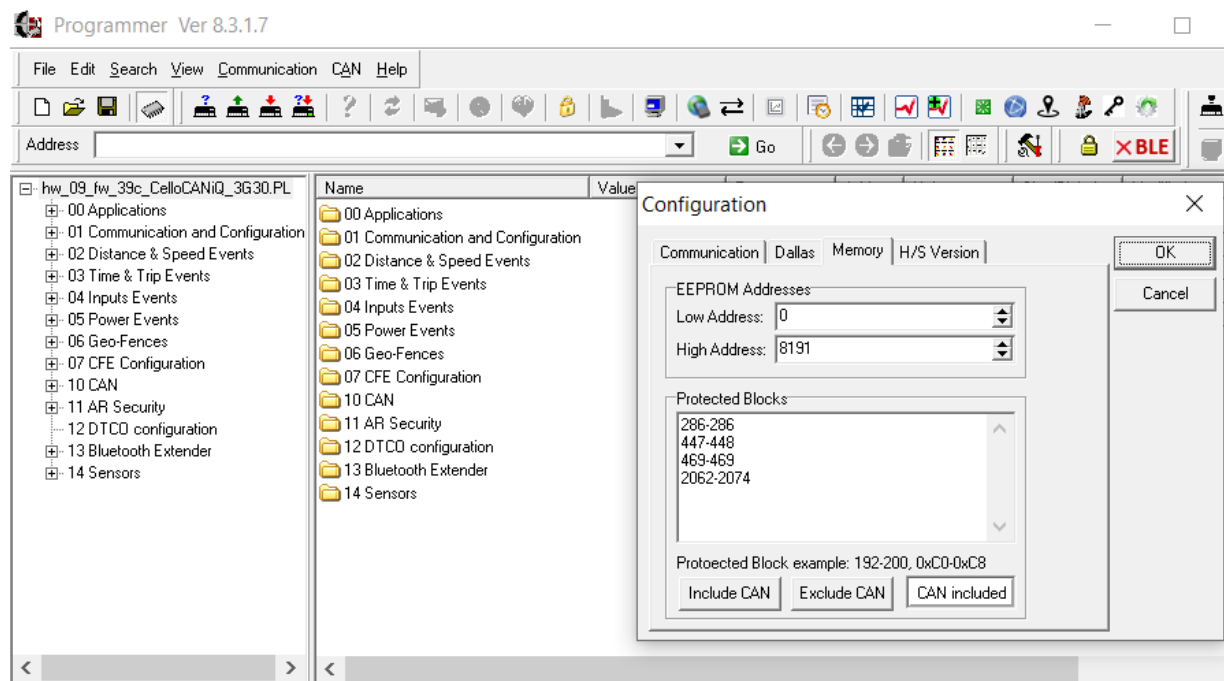 Programmer Ver 8.3.1.7
File Edit Search View Communication CAN Help
Address Go BLE
hw_09_fw_39c_CelloCANiQ_3G30.PL
00 Applications
01 Communication and Configuration
02 Distance & Speed Events
03 Time & Trip Events
04 Inputs Events
05 Power Events
06 Geo-Fences
07 CFE Configuration
10 CAN
11 AR Security
12 DTCO configuration
13 Bluetooth Extender
14 Sensors
Name Value
00 Applications
01 Communication and Configuration
02 Distance & Speed Events
03 Time & Trip Events
04 Inputs Events
05 Power Events
06 Geo-Fences
07 CFE Configuration
10 CAN
11 AR Security
12 DTCO configuration
13 Bluetooth Extender
14 Sensors
Configuration
Communication Dallas Memory H/S Version
OK
Cancel
EEPROM Addresses
Low Address: 0
High Address: 8191
Protected Blocks
286-286
447-448
469-469
2062-2074
Protoected Block example: 192-200, 0xC0-0xC8
Include CAN Exclude CAN CAN included